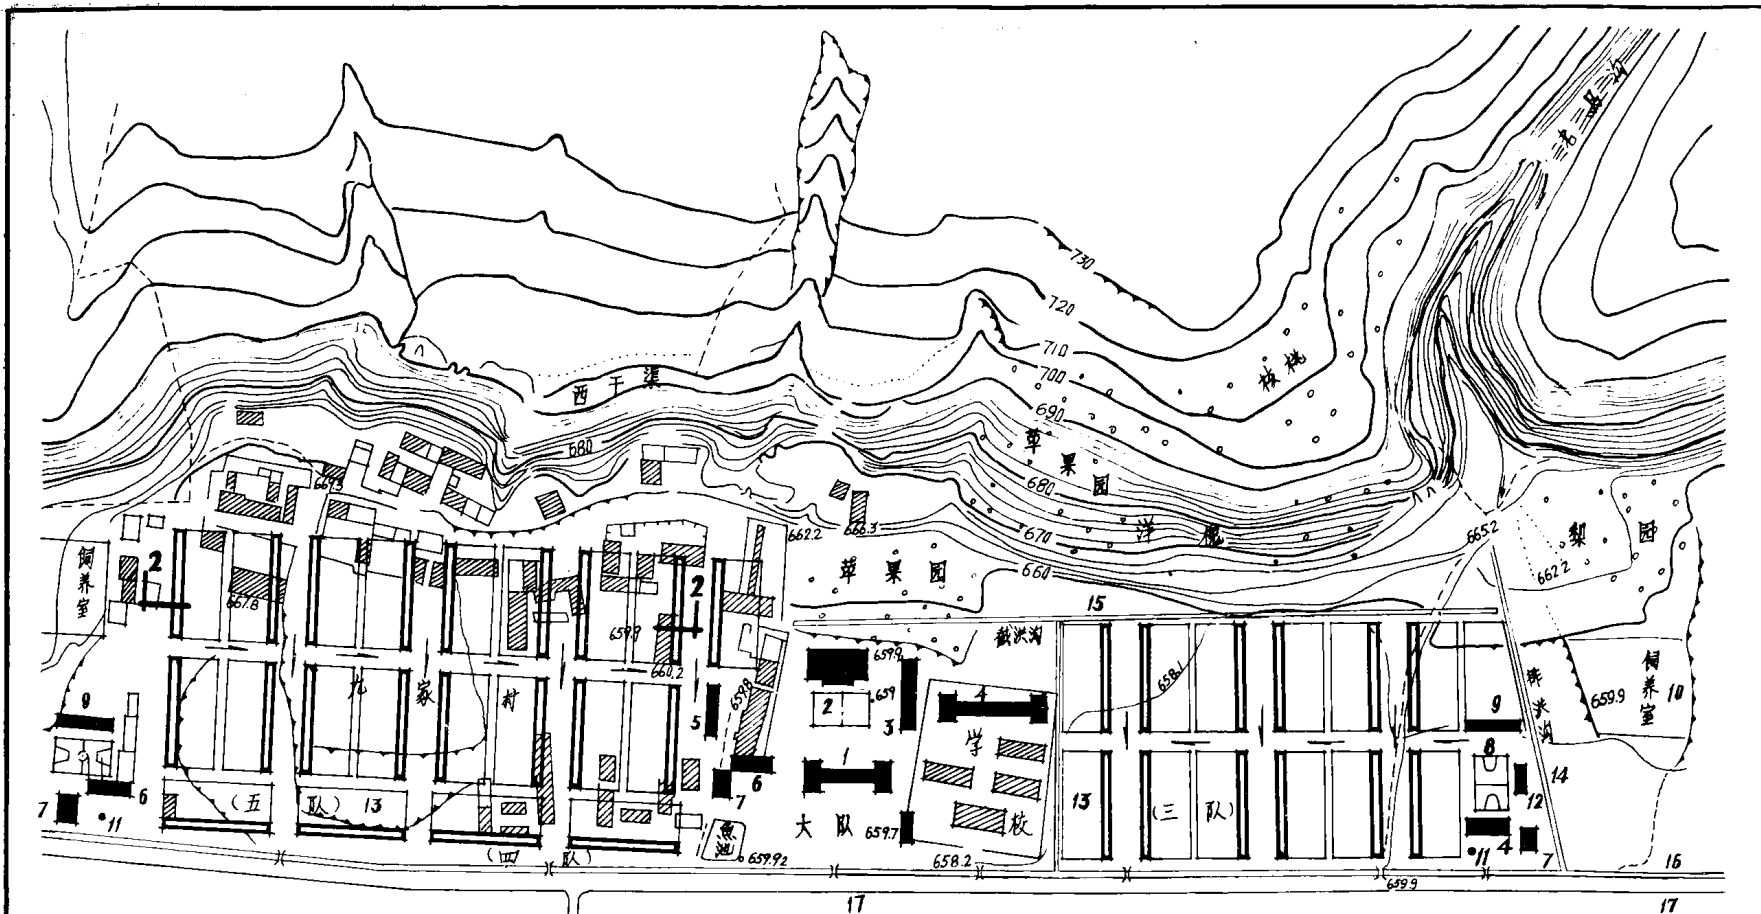 老鸦沟
730
720
710
700
690
680
670
660
核桃
西干渠
680
苹果园
洋槐
665.2
梨园
662.2
666.3
662.2
苹果园
饲养室
2
2
667.8
659.8
660.2
15
截洪沟
658.1
饲养室
10
659.9
排洪沟
14
659.9
659
2
3
4
学校
1
5
6
7
659.8
九家村
9
6
7
11
(五队)
13
(四队)
鱼池
659.92
大队
659.7
658.2
13
(三队)
9
8
12
4
11
7
659.9
16
17
17